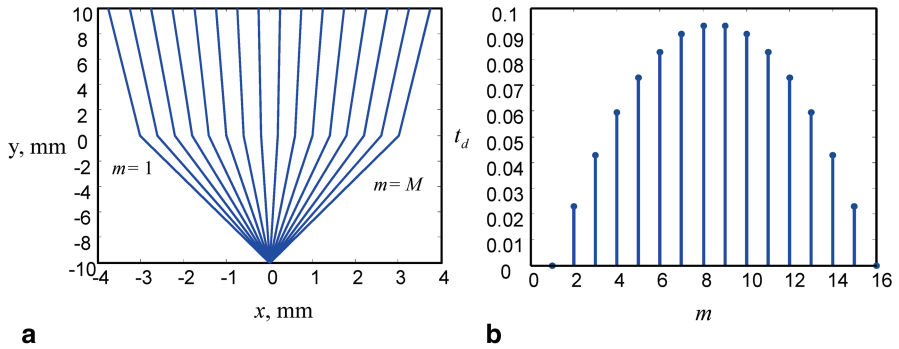 10
8
6
4
2
0
-2
-4
-6
-8
-10
y, mm
m = 1
m = M
-4 -3 -2 -1 0 1 2 3 4
x, mm
a
0.1
0.09
0.08
0.07
0.06
0.05
0.04
0.03
0.02
0.01
0
t_d
0 2 4 6 8 10 12 14 16
m
b